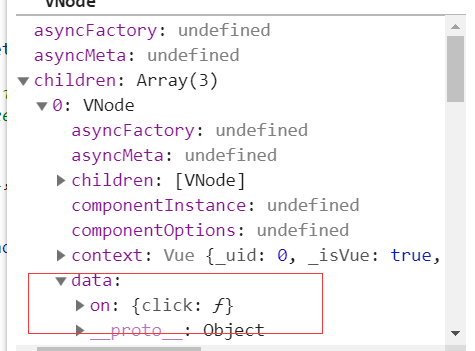 VNode
asyncFactory: undefined
asyncMeta: undefined
▼children: Array(3)
▼0: VNode
asyncFactory: undefined
asyncMeta: undefined
▶children: [VNode]
componentInstance: undefined
componentOptions: undefined
▶context: Vue {_uid: 0, _isVue: true,
▼data:
▶on: {click: ƒ}
▶__proto__: Object